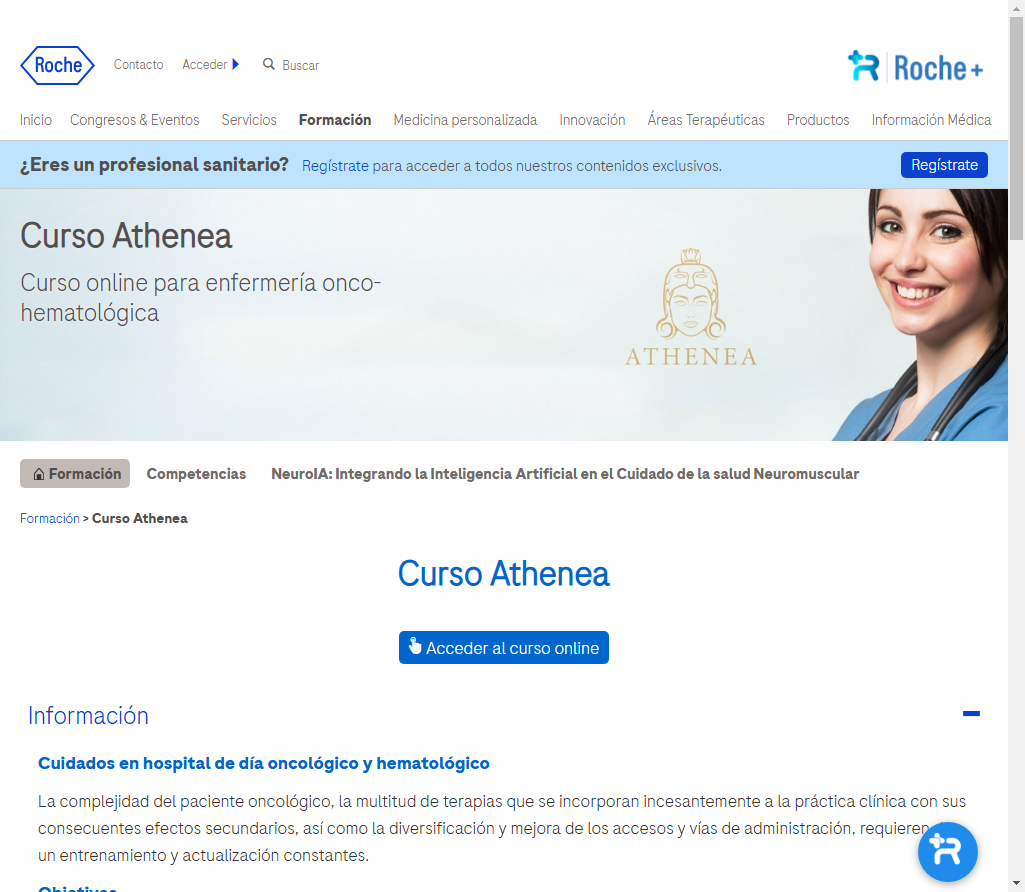 Roche
Contacto
Acceder
Buscar
Roche+
Inicio
Congresos & Eventos
Servicios
Formación
Medicina personalizada
Innovación
Áreas Terapéuticas
Productos
Información Médica
¿Eres un profesional sanitario? Regístrate para acceder a todos nuestros contenidos exclusivos.
Regístrate
Curso Athenea
Curso online para enfermería onco-
hematológica
ATHENEA
Formación
Competencias
NeuroIA: Integrando la Inteligencia Artificial en el Cuidado de la salud Neuromuscular
Formación > Curso Athenea
Curso Athenea
Acceder al curso online
Información
Cuidados en hospital de día oncológico y hematológico
La complejidad del paciente oncológico, la multitud de terapias que se incorporan incesantemente a la práctica clínica con sus
consecuentes efectos secundarios, así como la diversificación y mejora de los accesos y vías de administración, requieren
un entrenamiento y actualización constantes.
Objetivos